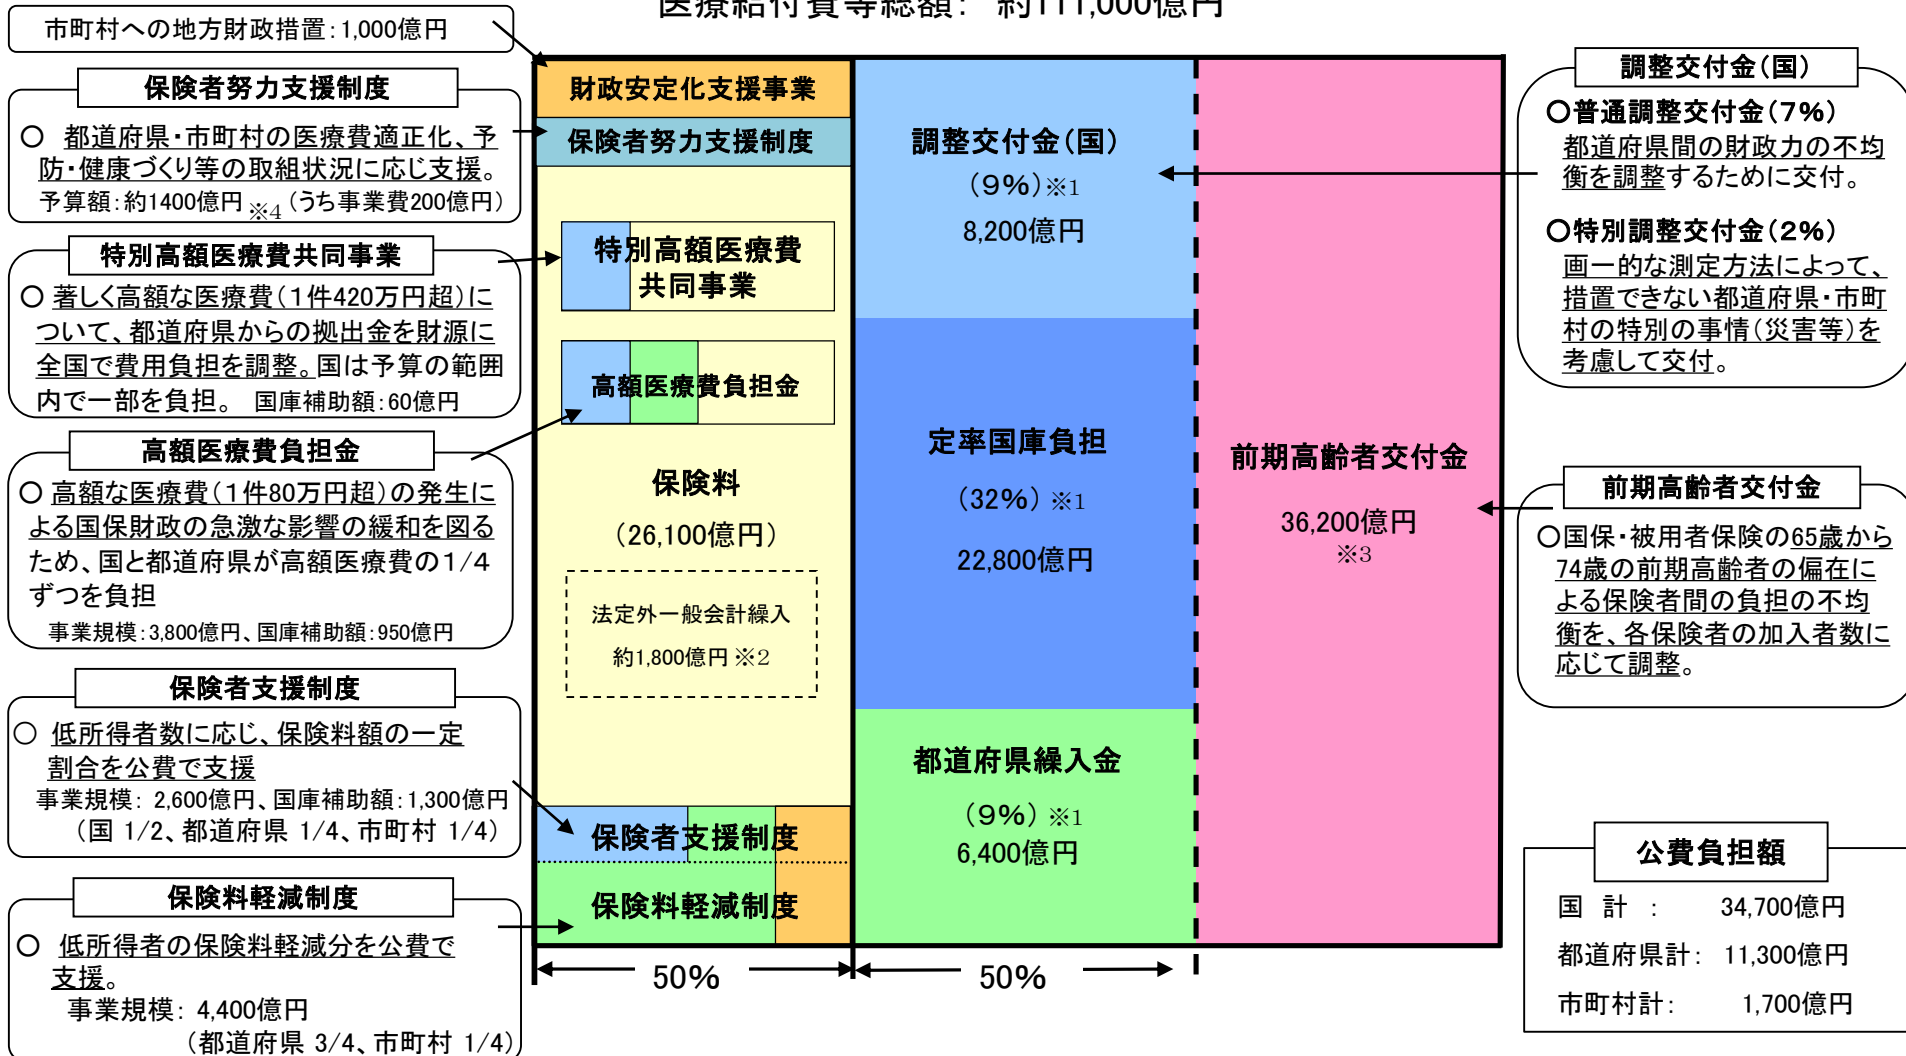 医療給付費等総額： 約111,000億円
市町村への地方財政措置：1,000億円
保険者努力支援制度
○ 都道府県・市町村の医療費適正化、予
防・健康づくり等の取組状況に応じ支援。
予算額：約1400億円 ※4 （うち事業費200億円）
特別高額医療費共同事業
○ 著しく高額な医療費（1件420万円超）に
ついて、都道府県からの拠出金を財源に
全国で費用負担を調整。国は予算の範囲
内で一部を負担。 国庫補助額：60億円
高額医療費負担金
○ 高額な医療費（1件80万円超）の発生に
よる国保財政の急激な影響の緩和を図る
ため、国と都道府県が高額医療費の1/4
ずつを負担
事業規模：3,800億円、国庫補助額：950億円
保険者支援制度
○ 低所得者数に応じ、保険料額の一定
割合を公費で支援
事業規模： 2,600億円、国庫補助額：1,300億円
（国 1/2、都道府県 1/4、市町村 1/4）
保険料軽減制度
○ 低所得者の保険料軽減分を公費で
支援。
事業規模： 4,400億円
（都道府県 3/4、市町村 1/4）
財政安定化支援事業
保険者努力支援制度
特別高額医療費
共同事業
高額医療費負担金
保険料
（26,100億円）
法定外一般会計繰入
約1,800億円 ※2
保険者支援制度
保険料軽減制度
50%
調整交付金（国）
（9%）※1
8,200億円
定率国庫負担
（32%）※1
22,800億円
都道府県繰入金
（9%）※1
6,400億円
50%
前期高齢者交付金
36,200億円
※3
調整交付金（国）
○普通調整交付金（7%）
都道府県間の財政力の不均
衡を調整するために交付。
○特別調整交付金（2%）
画一的な測定方法によって、
措置できない都道府県・市町
村の特別の事情（災害等）を
考慮して交付。
前期高齢者交付金
○国保・被用者保険の65歳から
74歳の前期高齢者の偏在に
よる保険者間の負担の不均
衡を、各保険者の加入者数に
応じて調整。
公費負担額
国 計 ： 34,700億円
都道府県計： 11,300億円
市町村計： 1,700億円